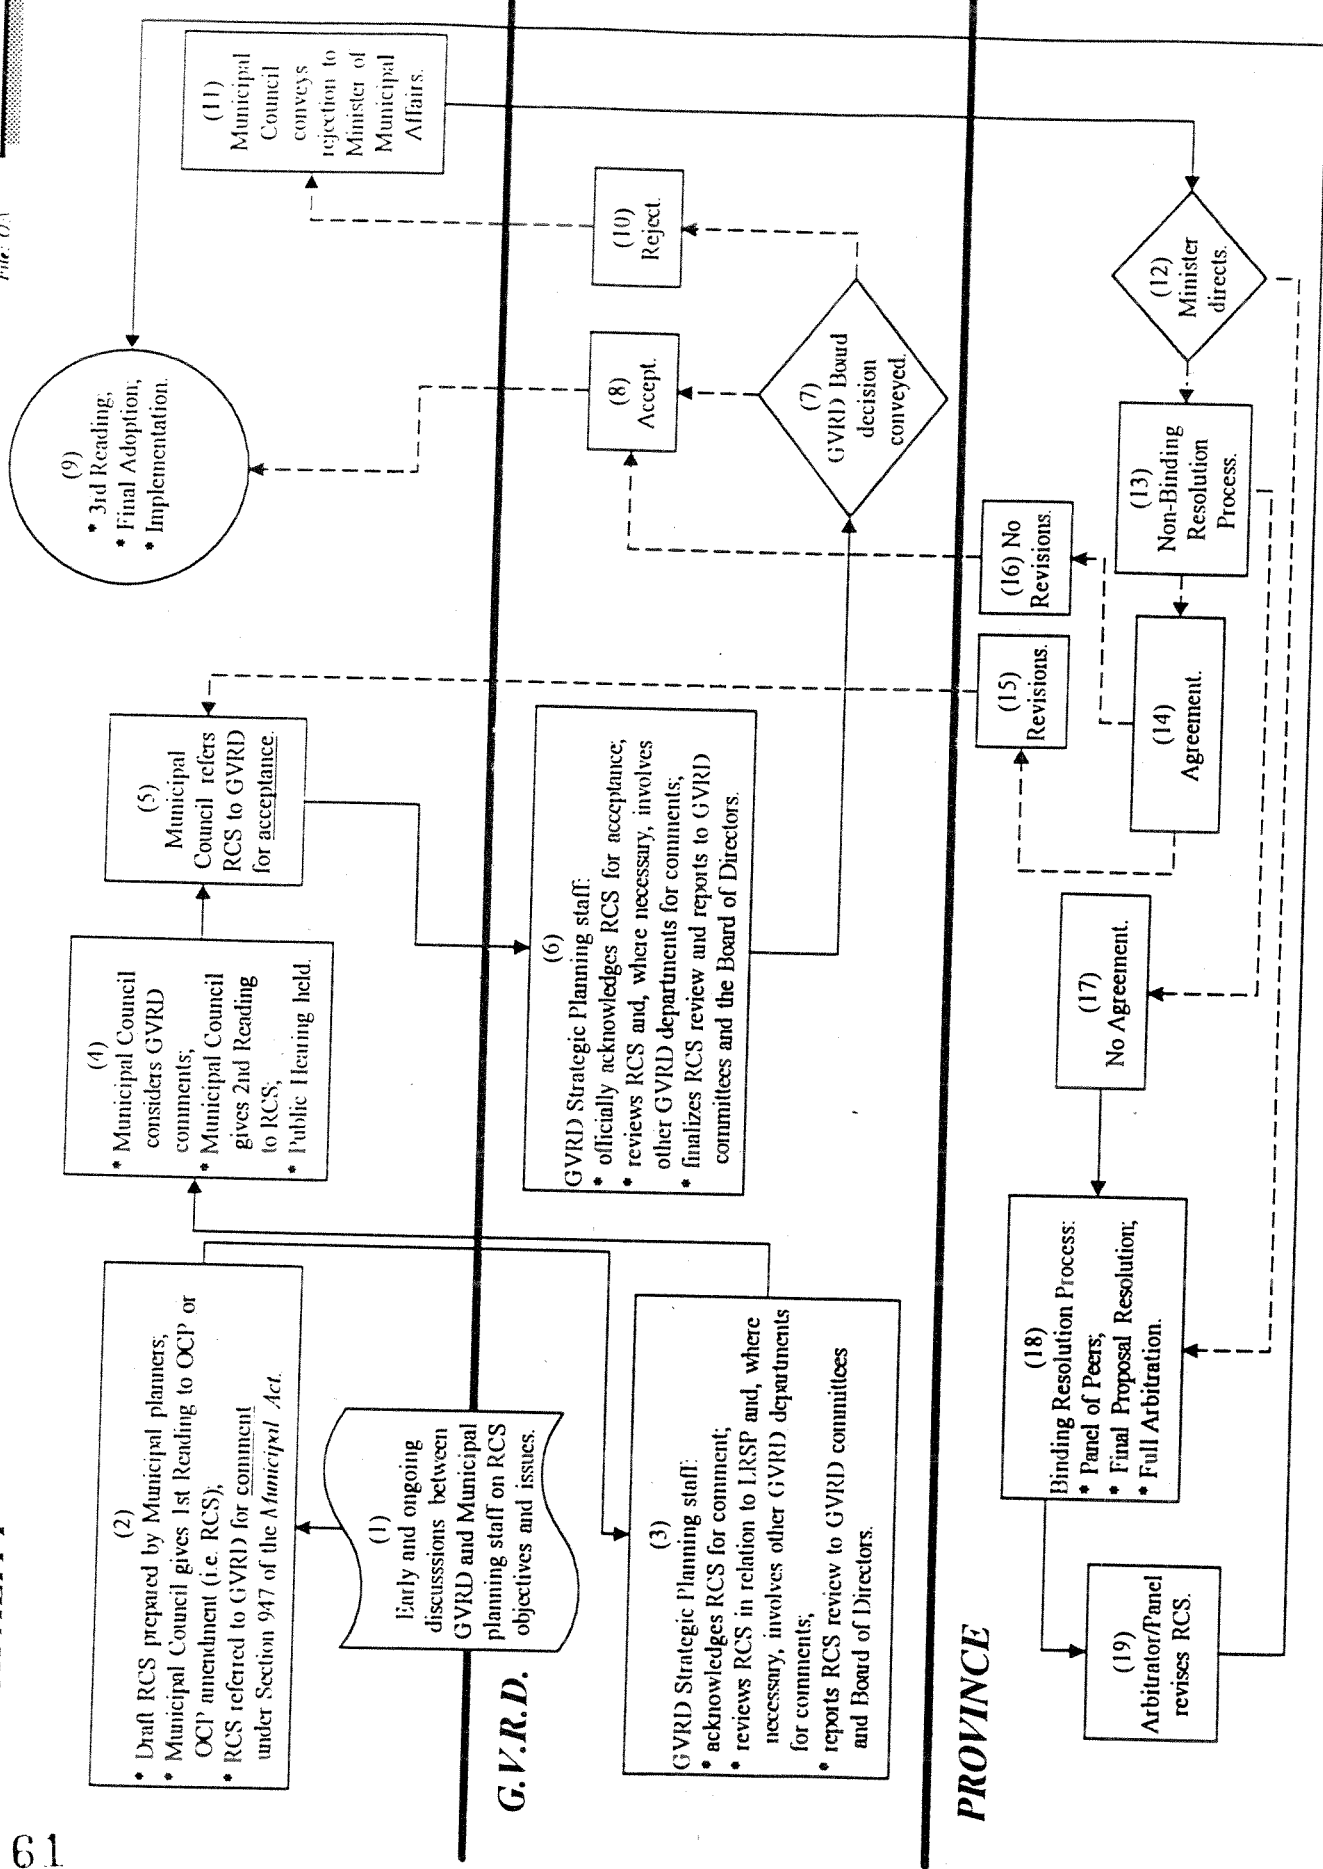 61
(2)
* Draft RCS prepared by Municipal planners;
* Municipal Council gives 1st Reading to OCP or
OCP amendment (i.e. RCS);
* RCS referred to GVRD for comment
under Section 947 of the Municipal Act.
(1)
Early and ongoing
discusssions between
GVRD and Municipal
planning staff on RCS
objectives and issues.
G.V.R.D.
(3)
GVRD Strategic Planning staff:
* acknowledges RCS for comment;
* reviews RCS in relation to LRSP and, where
necessary, involves other GVRD departments
for comments;
* reports RCS review to GVRD committees
and Board of Directors.
(4)
* Municipal Council
considers GVRD
comments;
* Municipal Council
gives 2nd Reading
to RCS;
* Public Hearing held.
(5)
Municipal
Council refers
RCS to GVRD
for acceptance.
(6)
GVRD Strategic Planning staff:
* officially acknowledges RCS for acceptance;
* reviews RCS and, where necessary, involves
other GVRD departments for comments;
* finalizes RCS review and reports to GVRD
committees and the Board of Directors.
(7)
GVRD Board
decision
conveyed.
(8)
Accept.
(9)
* 3rd Reading;
* Final Adoption;
* Implementation.
(10)
Reject.
(11)
Municipal
Council
conveys
rejection to
Minister of
Municipal
Affairs.
PROVINCE
(12)
Minister
directs.
(13)
Non-Binding
Resolution
Process.
(14)
Agreement.
(15)
Revisions.
(16) No
Revisions.
(17)
No Agreement.
(18)
Binding Resolution Process:
* Panel of Peers;
* Final Proposal Resolution;
* Full Arbitration.
(19)
Arbitrator/Panel
revises RCS.